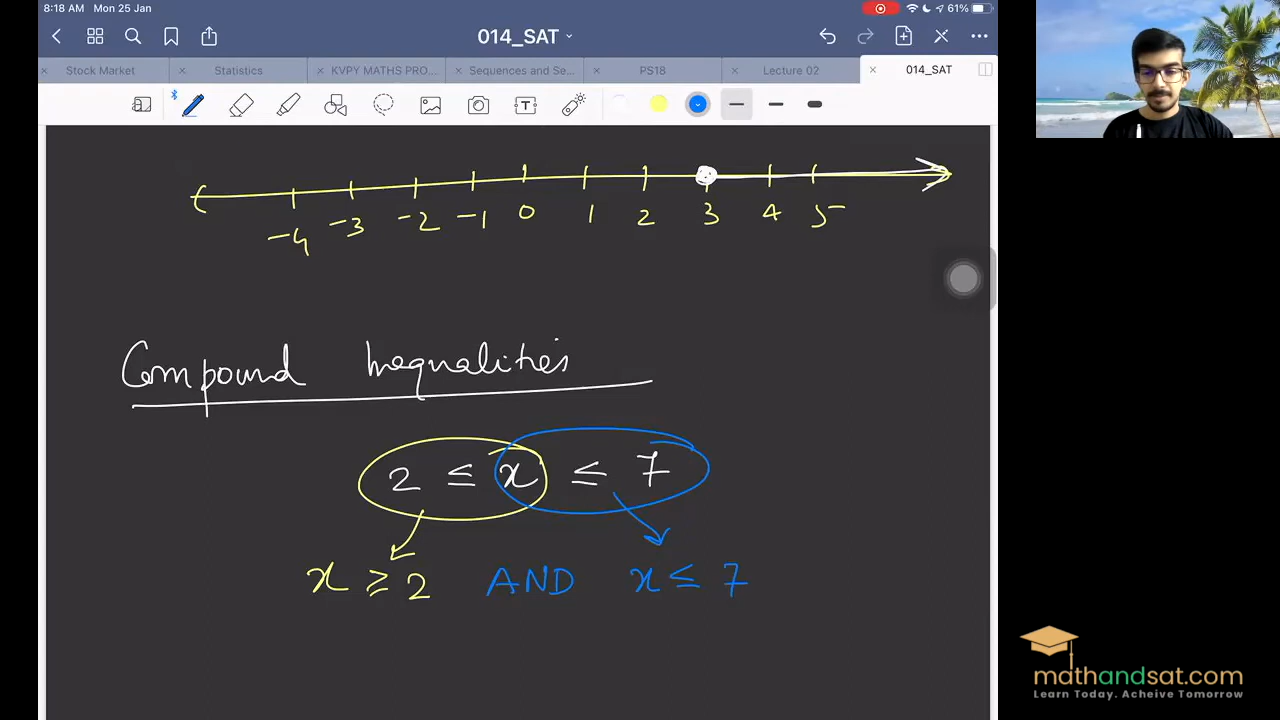 8:18 AM Mon 25 Jan
61%
014_SAT
Stock Market
Statistics
KVPY MATHS PRO...
Sequences and Se...
PS18
Lecture 02
014_SAT
T
-4 -3 -2 -1 0 1 2 3 4 5
Compound Inequalities
2 ≤ x ≤ 7
x ≥ 2 AND x ≤ 7
mathandsat.com
Learn Today. Acheive Tomorrow